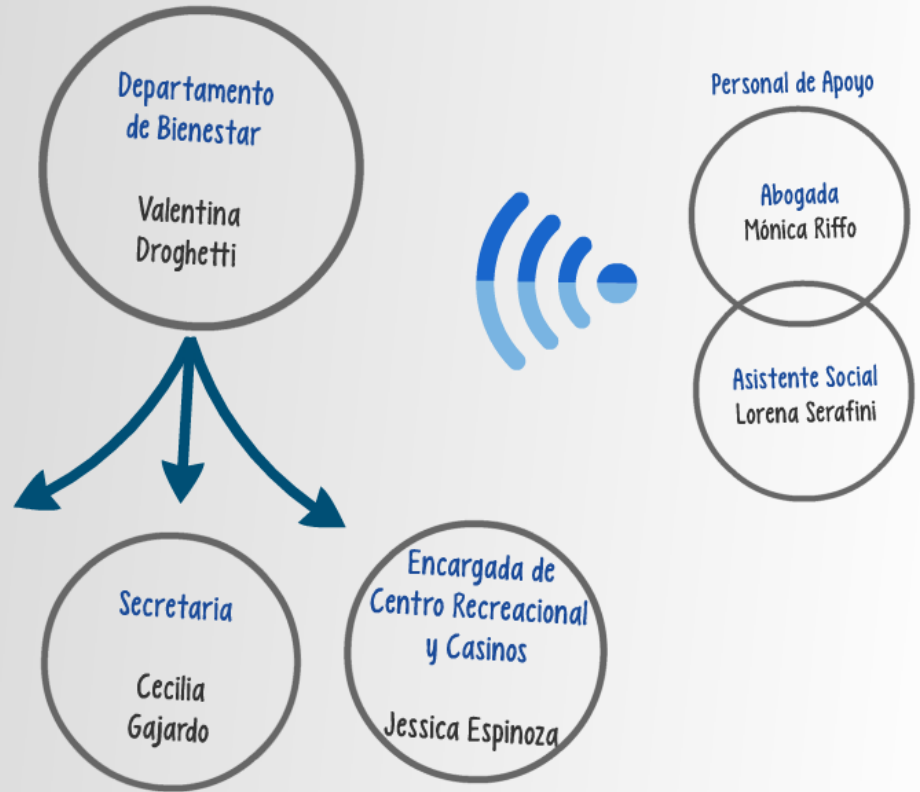 Departamento
de Bienestar
Valentina
Droghetti
Personal de Apoyo
Abogada
Mónica Riffo
Asistente Social
Lorena Serafini
Secretaria
Cecilia
Gajardo
Encargada de
Centro Recreacional
y Casinos
Jessica Espinoza